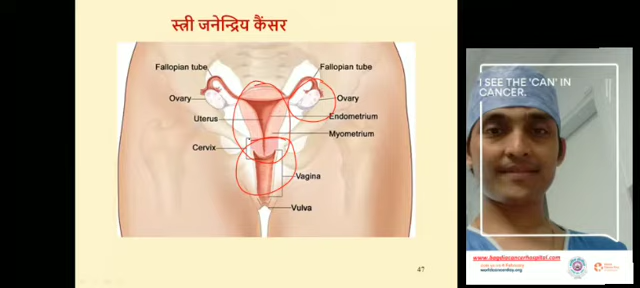 स्त्री जनेन्द्रिय कैंसर
Fallopian tube
Fallopian tube
Ovary
Ovary
Uterus
Endometrium
Myometrium
Cervix
Vagina
Vulva
47
I SEE THE 'CAN' IN
CANCER.
www.bagdiacancerhospital.com
worldcancerday.org